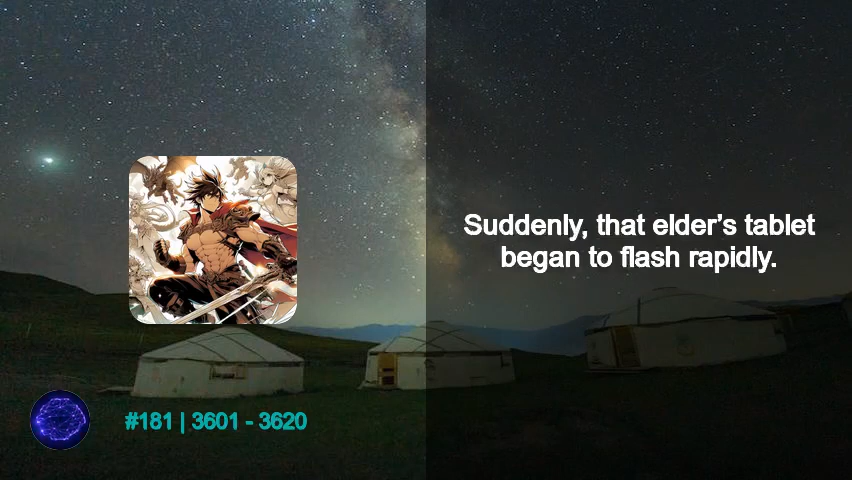 Suddenly, that elder’s tablet
began to flash rapidly.
#181 | 3601 - 3620